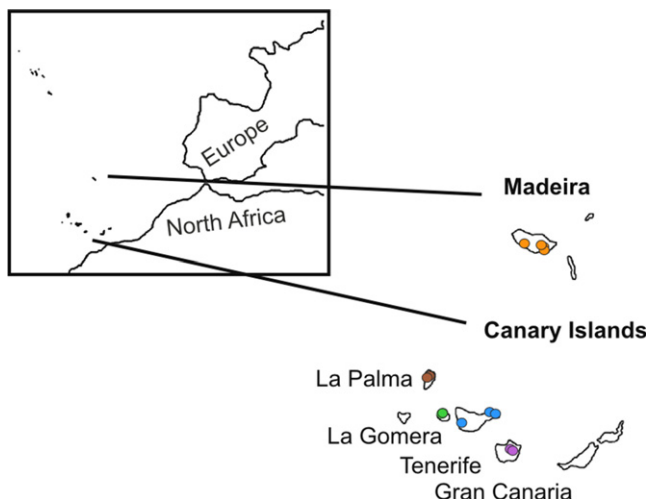 Europe
North Africa
Madeira
Canary Islands
La Palma
La Gomera
Tenerife
Gran Canaria